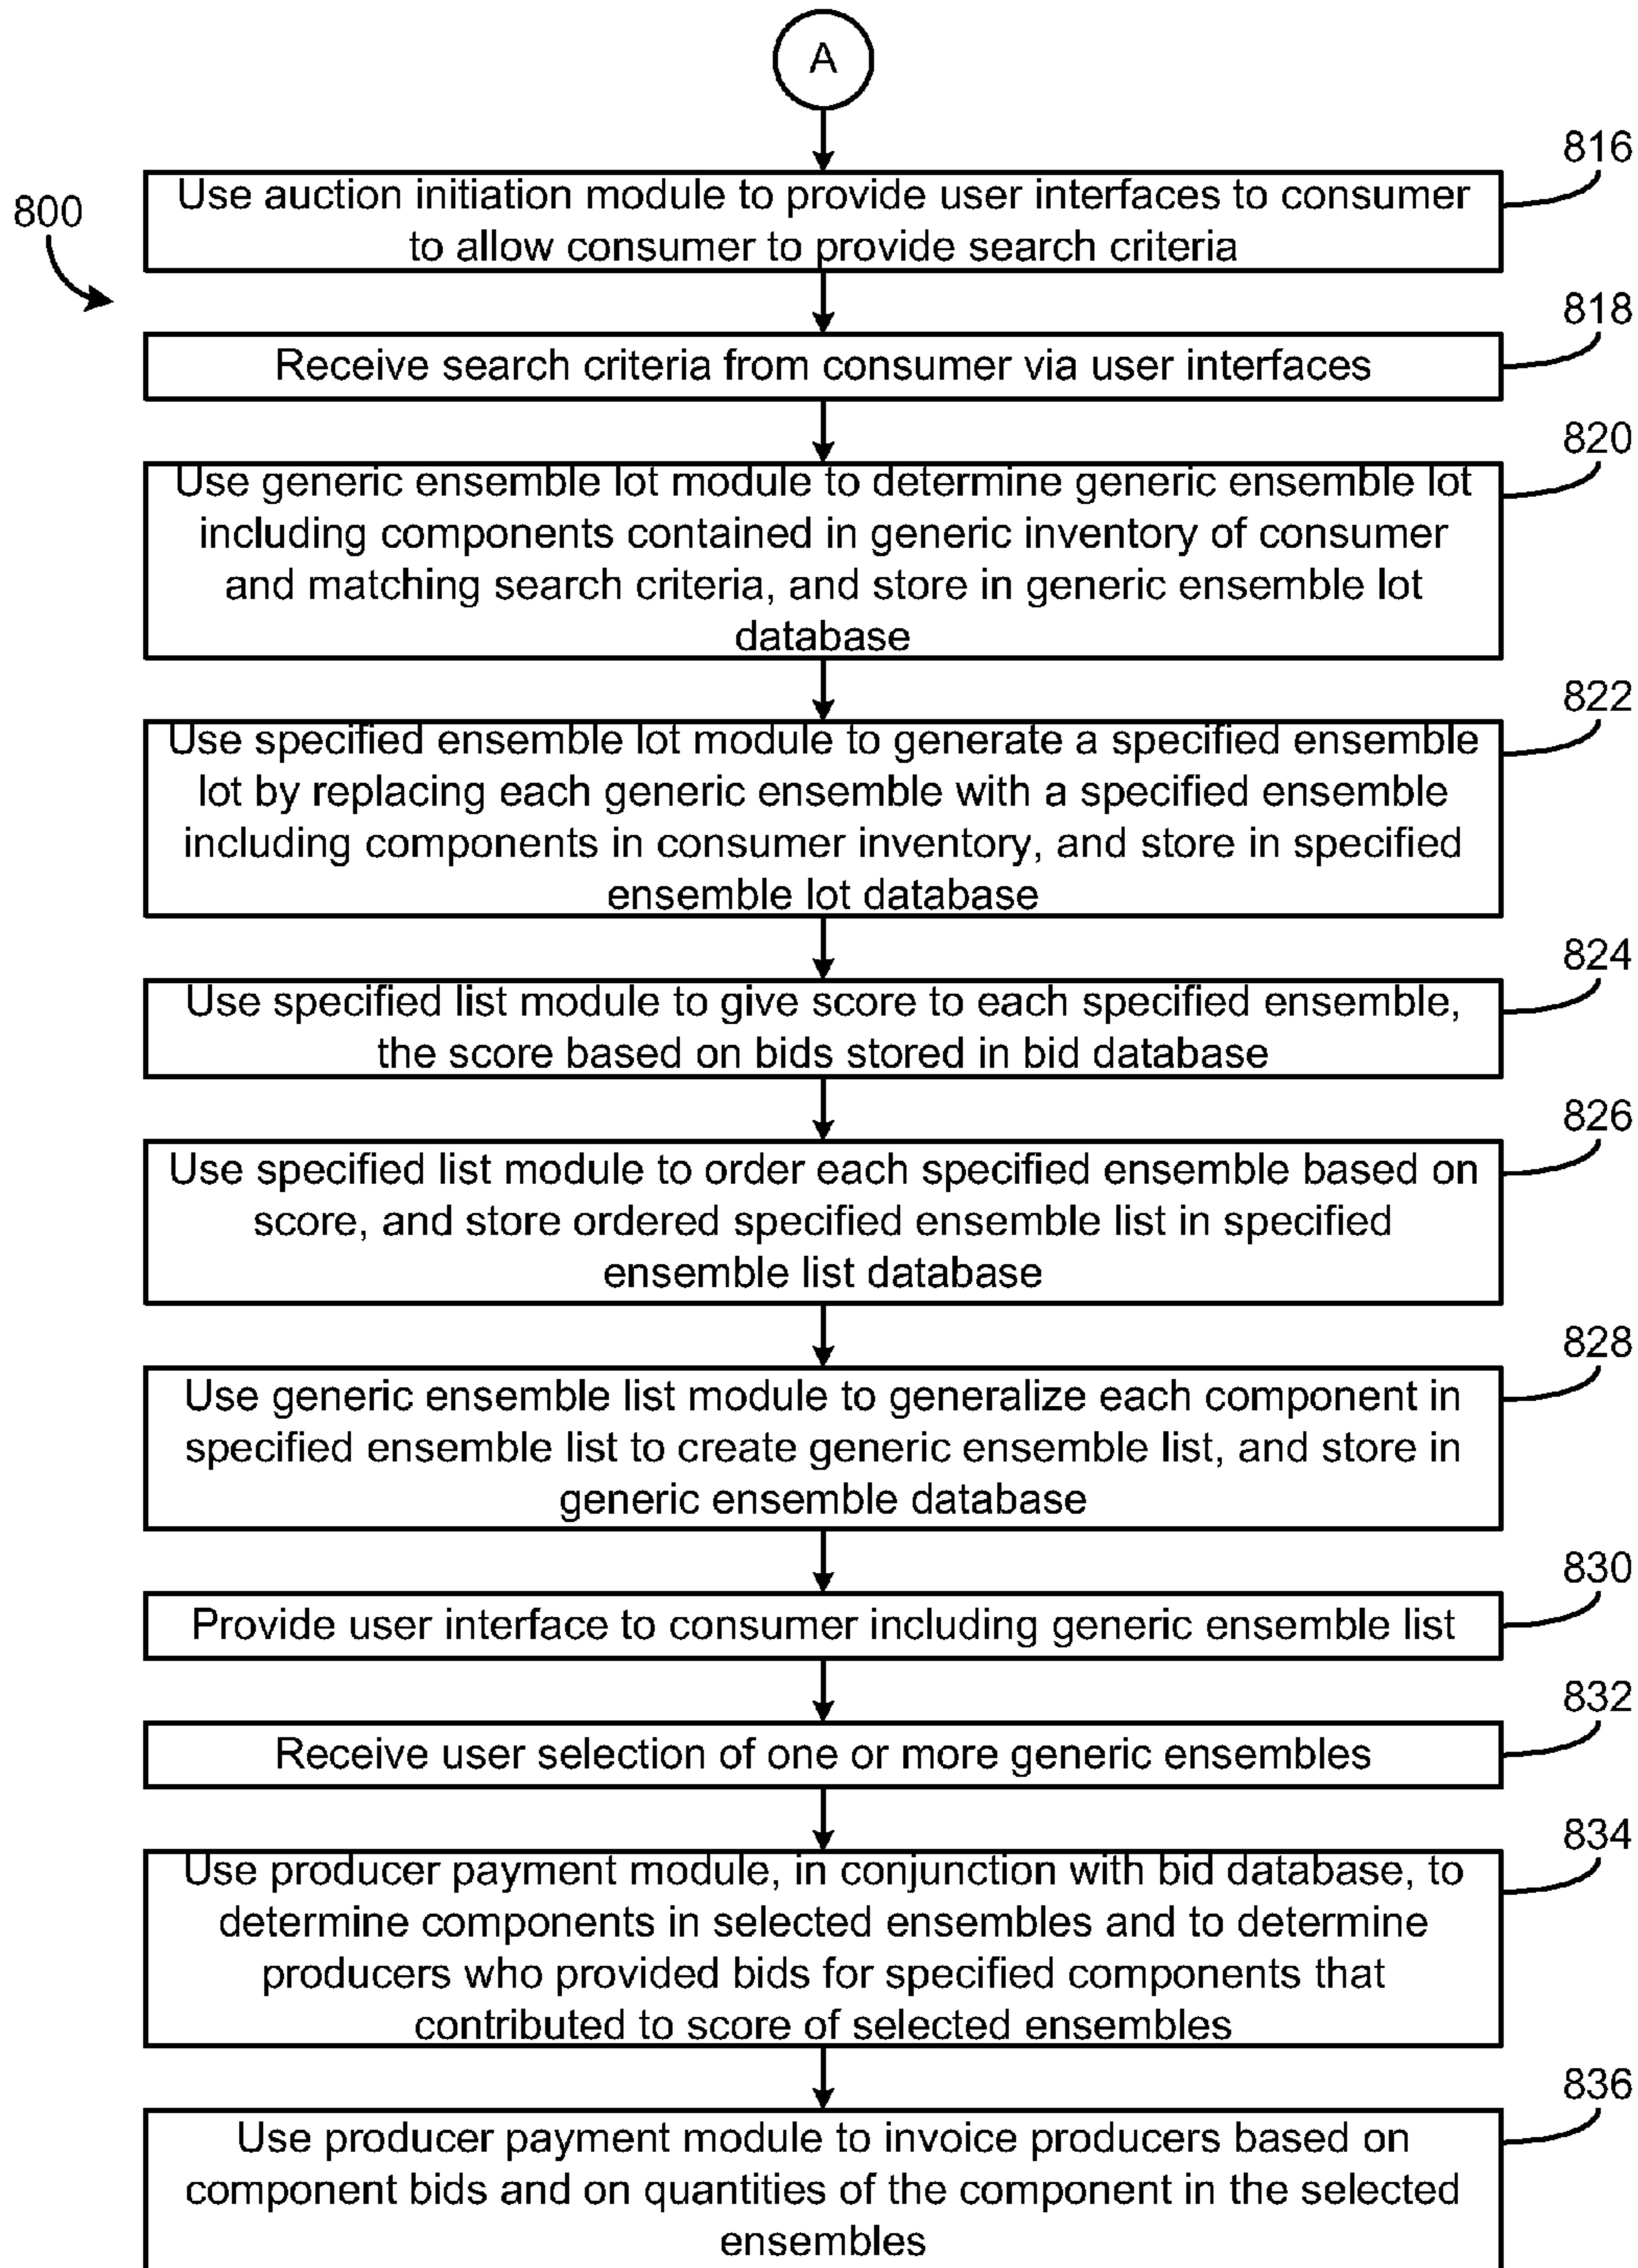 A
816
Use auction initiation module to provide user interfaces to consumer
to allow consumer to provide search criteria
800
818
Receive search criteria from consumer via user interfaces
820
Use generic ensemble lot module to determine generic ensemble lot
including components contained in generic inventory of consumer
and matching search criteria, and store in generic ensemble lot
database
822
Use specified ensemble lot module to generate a specified ensemble
lot by replacing each generic ensemble with a specified ensemble
including components in consumer inventory, and store in specified
ensemble lot database
824
Use specified list module to give score to each specified ensemble,
the score based on bids stored in bid database
826
Use specified list module to order each specified ensemble based on
score, and store ordered specified ensemble list in specified
ensemble list database
828
Use generic ensemble list module to generalize each component in
specified ensemble list to create generic ensemble list, and store in
generic ensemble database
830
Provide user interface to consumer including generic ensemble list
832
Receive user selection of one or more generic ensembles
834
Use producer payment module, in conjunction with bid database, to
determine components in selected ensembles and to determine
producers who provided bids for specified components that
contributed to score of selected ensembles
836
Use producer payment module to invoice producers based on
component bids and on quantities of the component in the selected
ensembles